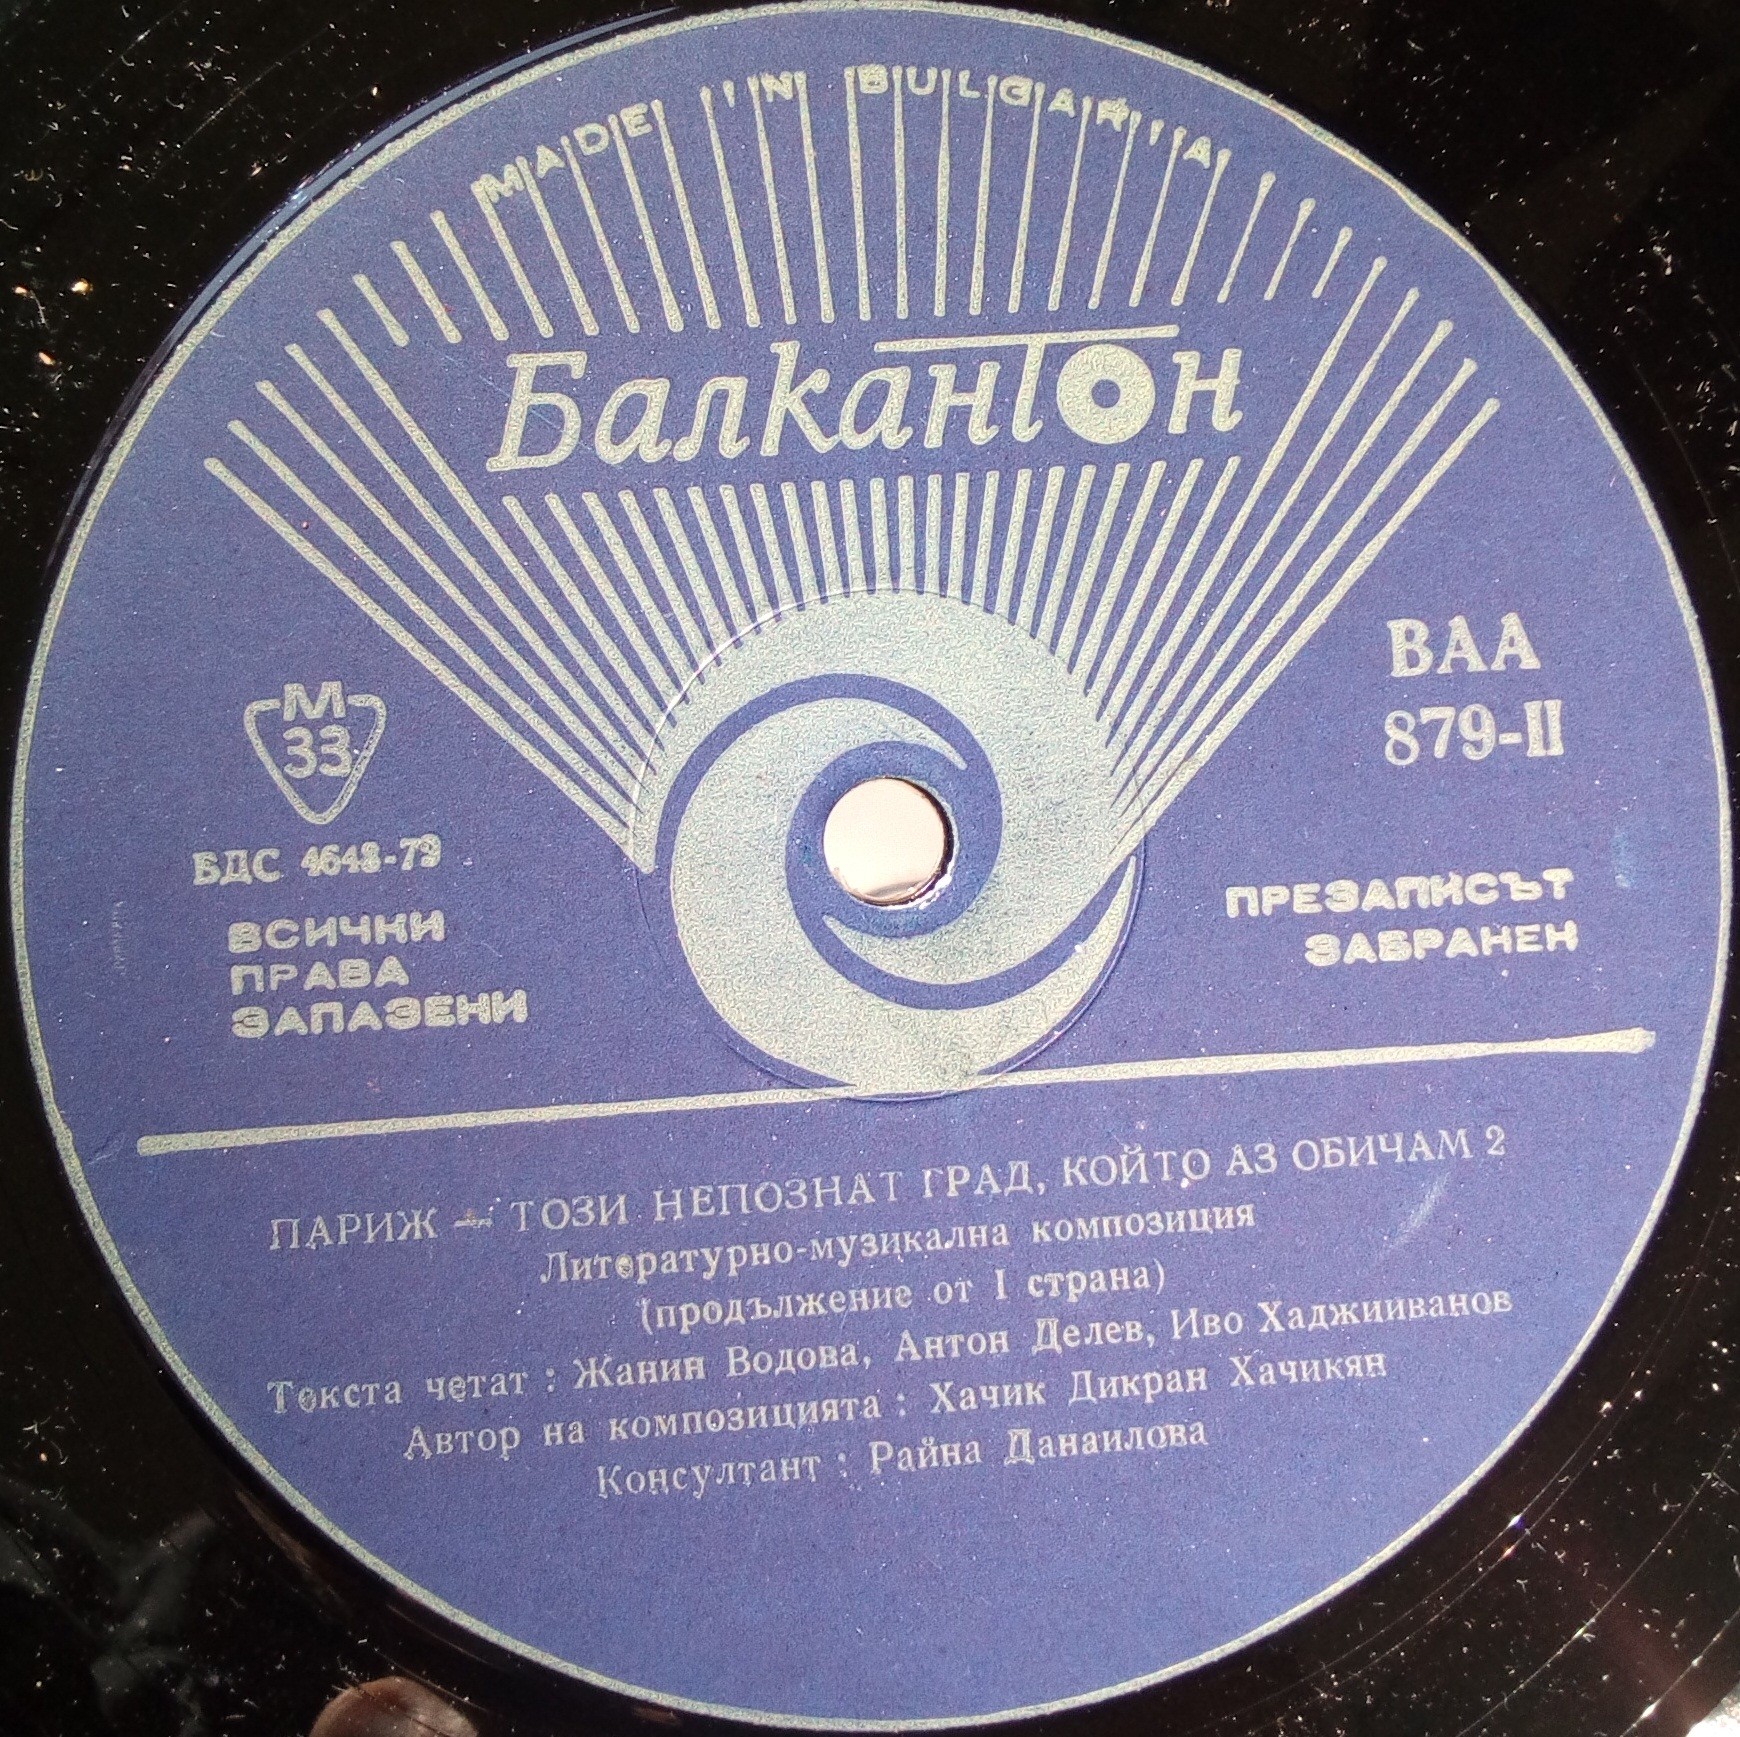 MADE IN BULGARIA
Балкантон
ВАА
879-II
М
33
БДС 4643-79
ВСИЧКИ
ПРАВА
ЗАПАЗЕНИ
ПРЕЗАПИСЪТ
ЗАБРАНЕН
ПАРИЖ — ТОЗИ НЕПОЗНАТ ГРАД, КОЙТО АЗ ОБИЧАМ 2
Литературно-музикална композиция
(продължение от I страна)
Текста четат : Жанин Водова, Антон Делев, Иво Хаджииванов
Автор на композицията : Хачик Дикран Хачикян
Консултант : Райна Данаилова